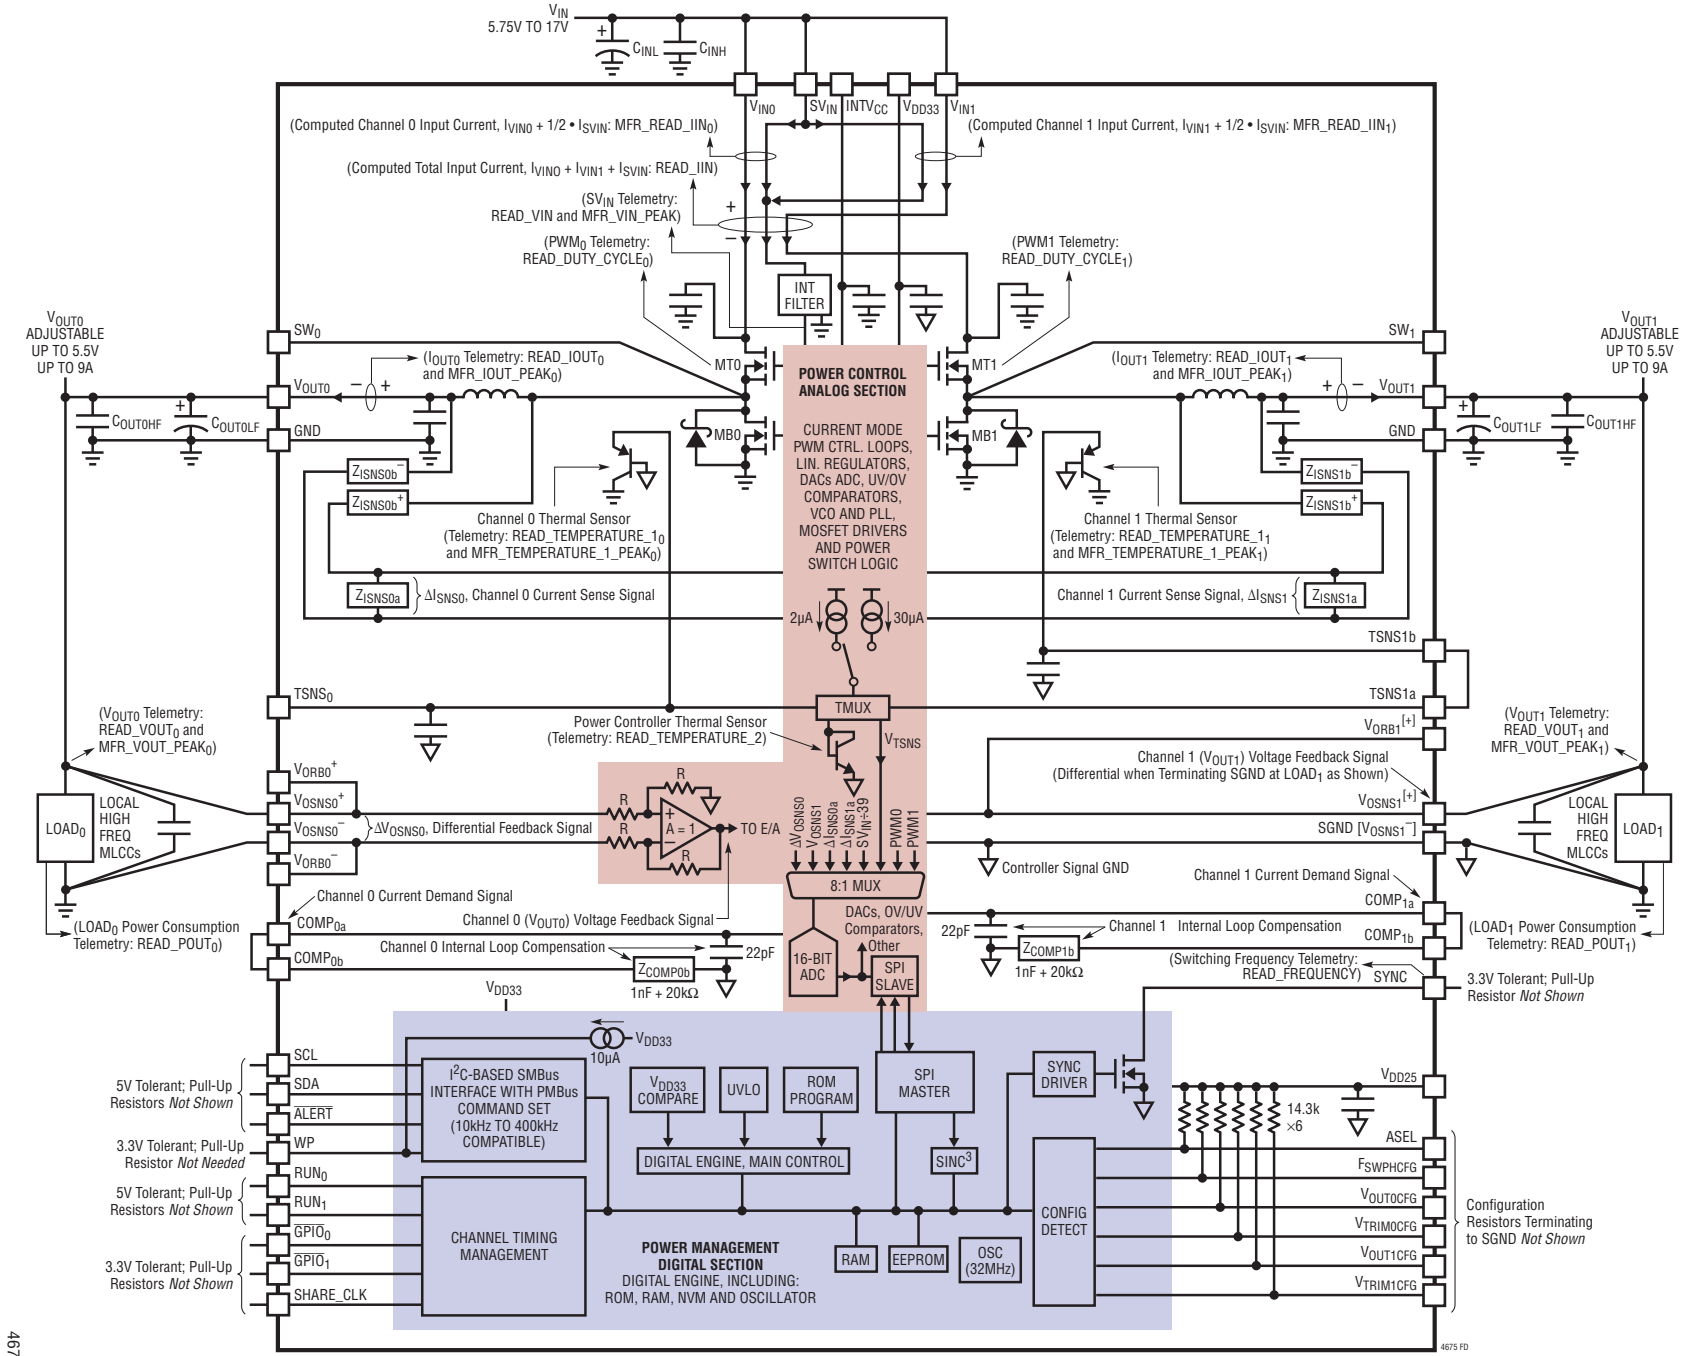 VIN
5.75V TO 17V
+
CINL
CINH
VIN0
SVIN
INTVCC
VDD33
VIN1
(Computed Channel 0 Input Current, IVIN0 + 1/2 • ISVIN: MFR_READ_IIN0)
(Computed Channel 1 Input Current, IVIN1 + 1/2 • ISVIN: MFR_READ_IIN1)
(Computed Total Input Current, IVIN0 + IVIN1 + ISVIN: READ_IIN)
(SVIN Telemetry:
READ_VIN and MFR_VIN_PEAK)
+
−
(PWM0 Telemetry:
READ_DUTY_CYCLE0)
(PWM1 Telemetry:
READ_DUTY_CYCLE1)
INT
FILTER
VOUT0
ADJUSTABLE
UP TO 5.5V
UP TO 9A
SW0
(IOUT0 Telemetry: READ_IOUT0
and MFR_IOUT_PEAK0)
VOUT0
− +
COUT0HF
+
COUT0LF
GND
MT0
MB0
POWER CONTROL
ANALOG SECTION
CURRENT MODE
PWM CTRL. LOOPS,
LIN. REGULATORS,
DACs ADC, UV/OV
COMPARATORS,
VCO AND PLL,
MOSFET DRIVERS
AND POWER
SWITCH LOGIC
MT1
MB1
SW1
(IOUT1 Telemetry: READ_IOUT1
and MFR_IOUT_PEAK1)
+ −
VOUT1
GND
+
COUT1LF
COUT1HF
VOUT1
ADJUSTABLE
UP TO 5.5V
UP TO 9A
ZISNS0b−
ZISNS0b+
Channel 0 Thermal Sensor
(Telemetry: READ_TEMPERATURE_10
and MFR_TEMPERATURE_1_PEAK0)
Channel 1 Thermal Sensor
(Telemetry: READ_TEMPERATURE_11
and MFR_TEMPERATURE_1_PEAK1)
ZISNS1b−
ZISNS1b+
ZISNS0a
ΔISNS0, Channel 0 Current Sense Signal
Channel 1 Current Sense Signal, ΔISNS1
ZISNS1a
2µA
30µA
TSNS1b
TSNS0
TMUX
TSNS1a
Power Controller Thermal Sensor
(Telemetry: READ_TEMPERATURE_2)
VTSNS
VORB1[+]
(VOUT0 Telemetry:
READ_VOUT0 and
MFR_VOUT_PEAK0)
(VOUT1 Telemetry:
READ_VOUT1 and
MFR_VOUT_PEAK1)
Channel 1 (VOUT1) Voltage Feedback Signal
(Differential when Terminating SGND at LOAD1 as Shown)
VORB0+
VOSNS0+
VOSNS0−
VORB0−
LOAD0
LOCAL
HIGH
FREQ
MLCCs
ΔVOSNS0, Differential Feedback Signal
R
R
R
R
+
A = 1
−
TO E/A
ΔVOSNS0
VOSNS1
ΔISNS0a
ΔISNS1a
SVIN÷39
PWM0
PWM1
8:1 MUX
VOSNS1[+]
SGND [VOSNS1−]
LOCAL
HIGH
FREQ
MLCCs
LOAD1
Controller Signal GND
Channel 1 Current Demand Signal
Channel 0 Current Demand Signal
COMP0a
Channel 0 (VOUT0) Voltage Feedback Signal
(LOAD0 Power Consumption
Telemetry: READ_POUT0)
Channel 0 Internal Loop Compensation
COMP0b
ZCOMP0b
1nF + 20kΩ
22pF
DACs, OV/UV
Comparators,
Other
16-BIT
ADC
SPI
SLAVE
COMP1a
22pF
Channel 1 Internal Loop Compensation
ZCOMP1b
1nF + 20kΩ
COMP1b
(LOAD1 Power Consumption
Telemetry: READ_POUT1)
(Switching Frequency Telemetry:
READ_FREQUENCY)
SYNC
3.3V Tolerant; Pull-Up
Resistor Not Shown
VDD33
10µA
VDD33
SCL
SDA
ALERT
WP
RUN0
RUN1
GPIO0
GPIO1
SHARE_CLK
5V Tolerant; Pull-Up
Resistors Not Shown
3.3V Tolerant; Pull-Up
Resistor Not Needed
5V Tolerant; Pull-Up
Resistors Not Shown
3.3V Tolerant; Pull-Up
Resistors Not Shown
I2C-BASED SMBus
INTERFACE WITH PMBus
COMMAND SET
(10kHz TO 400kHz
COMPATIBLE)
VDD33
COMPARE
UVLO
ROM
PROGRAM
SPI
MASTER
SYNC
DRIVER
DIGITAL ENGINE, MAIN CONTROL
SINC3
CHANNEL TIMING
MANAGEMENT
POWER MANAGEMENT
DIGITAL SECTION
DIGITAL ENGINE, INCLUDING:
ROM, RAM, NVM AND OSCILLATOR
RAM
EEPROM
OSC
(32MHz)
CONFIG
DETECT
VDD25
14.3k
×6
ASEL
FSWPHCFG
VOUT0CFG
VTRIM0CFG
VOUT1CFG
VTRIM1CFG
Configuration
Resistors Terminating
to SGND Not Shown
4675 FD
467